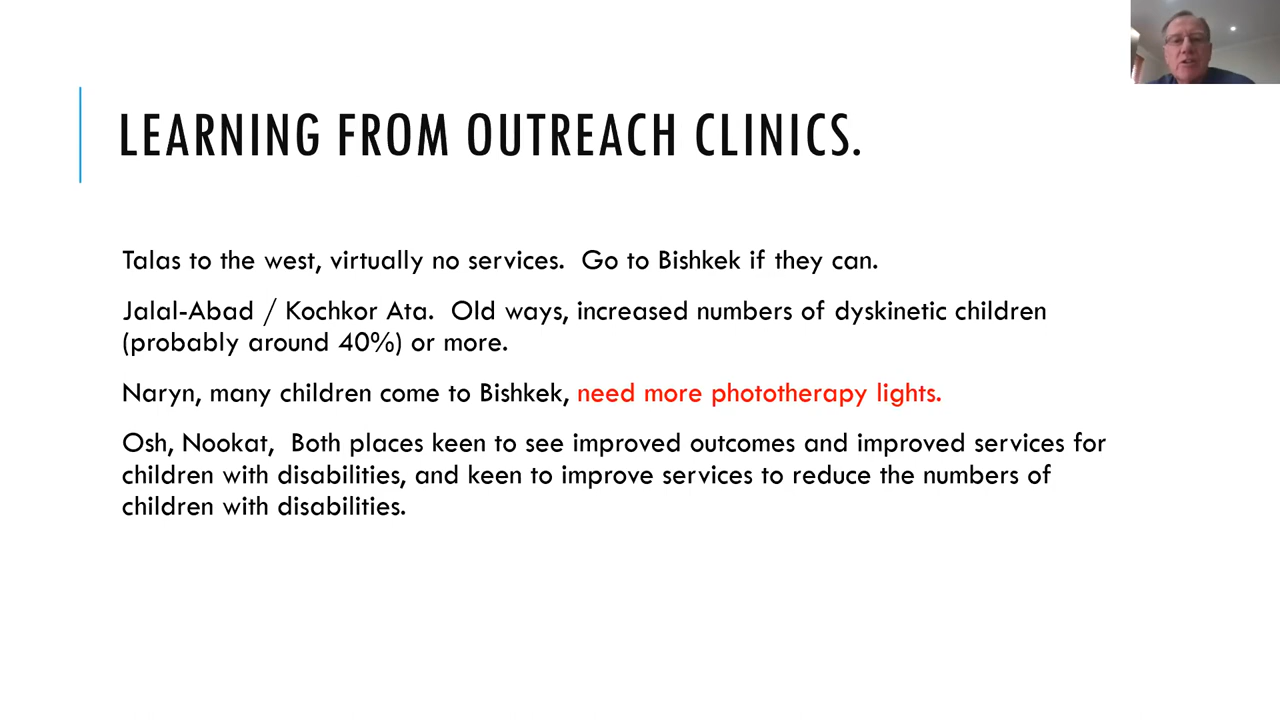 LEARNING FROM OUTREACH CLINICS.
Talas to the west, virtually no services.  Go to Bishkek if they can.
Jalal-Abad / Kochkor Ata.  Old ways, increased numbers of dyskinetic children
(probably around 40%) or more.
Naryn, many children come to Bishkek, need more phototherapy lights.
Osh, Nookat,  Both places keen to see improved outcomes and improved services for
children with disabilities, and keen to improve services to reduce the numbers of
children with disabilities.